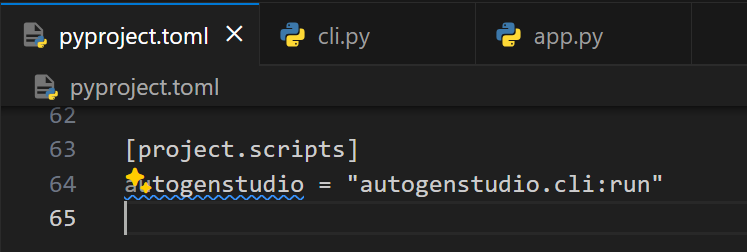 pyproject.toml × cli.py app.py
pyproject.toml
62
63 [project.scripts]
64 autogenstudio = "autogenstudio.cli:run"
65